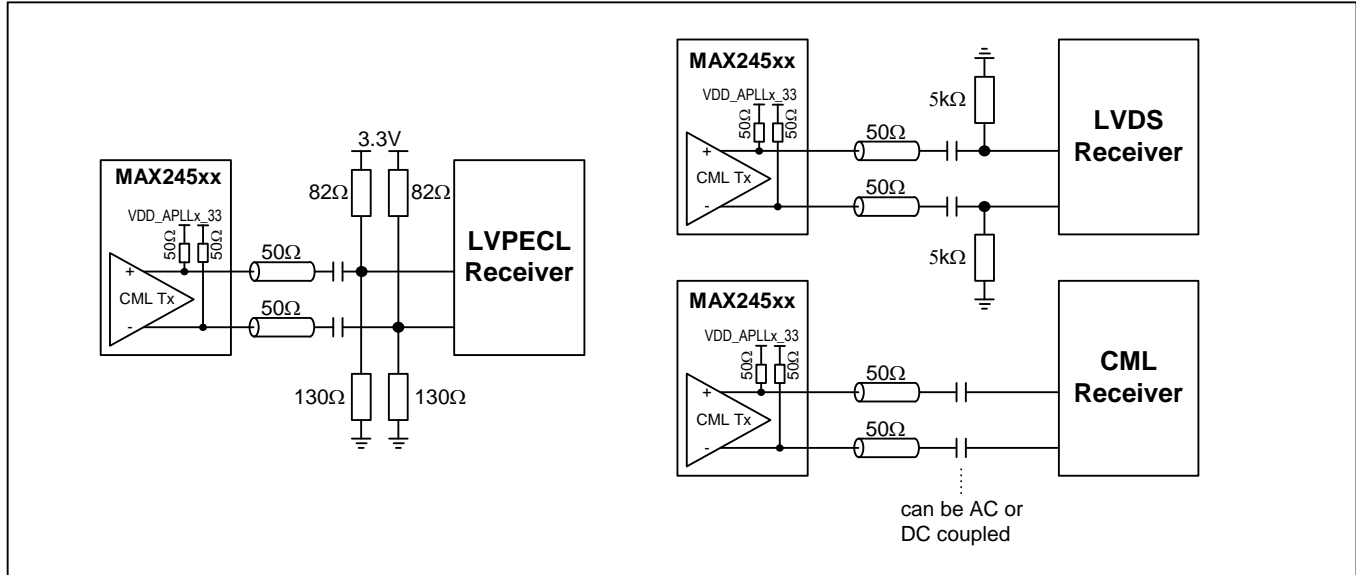 MAX245xx
VDD_APLLx_33
50Ω
50Ω
+
CML Tx
-
50Ω
50Ω
3.3V
82Ω
82Ω
130Ω
130Ω
LVPECL
Receiver
MAX245xx
VDD_APLLx_33
50Ω
50Ω
+
CML Tx
-
50Ω
50Ω
5kΩ
5kΩ
LVDS
Receiver
MAX245xx
VDD_APLLx_33
50Ω
50Ω
+
CML Tx
-
50Ω
50Ω
can be AC or
DC coupled
CML
Receiver